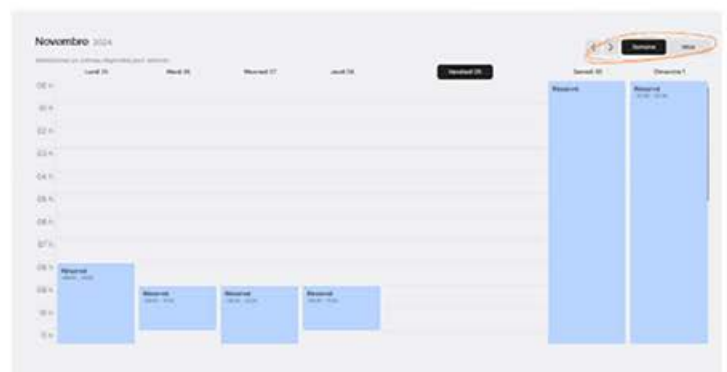 Novembre 2024
Semaine Mois
Lundi 25 Mardi 26 Mercredi 27 Jeudi 28 Vendredi 29 Samedi 30 Dimanche 1
00 h
01 h
02 h
03 h
04 h
05 h
06 h
07 h
08 h
09 h
10 h
11 h
Réservé
Réservé
Réservé
Réservé
Réservé
Réservé